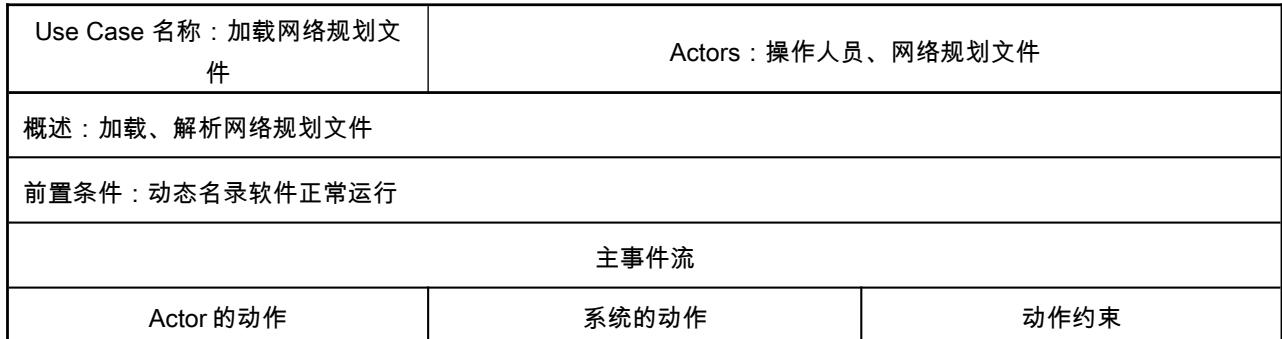 Use Case 名称：加载网络规划文
件
Actors：操作人员、网络规划文件
概述：加载、解析网络规划文件
前置条件：动态名录软件正常运行
主事件流
Actor 的动作
系统的动作
动作约束